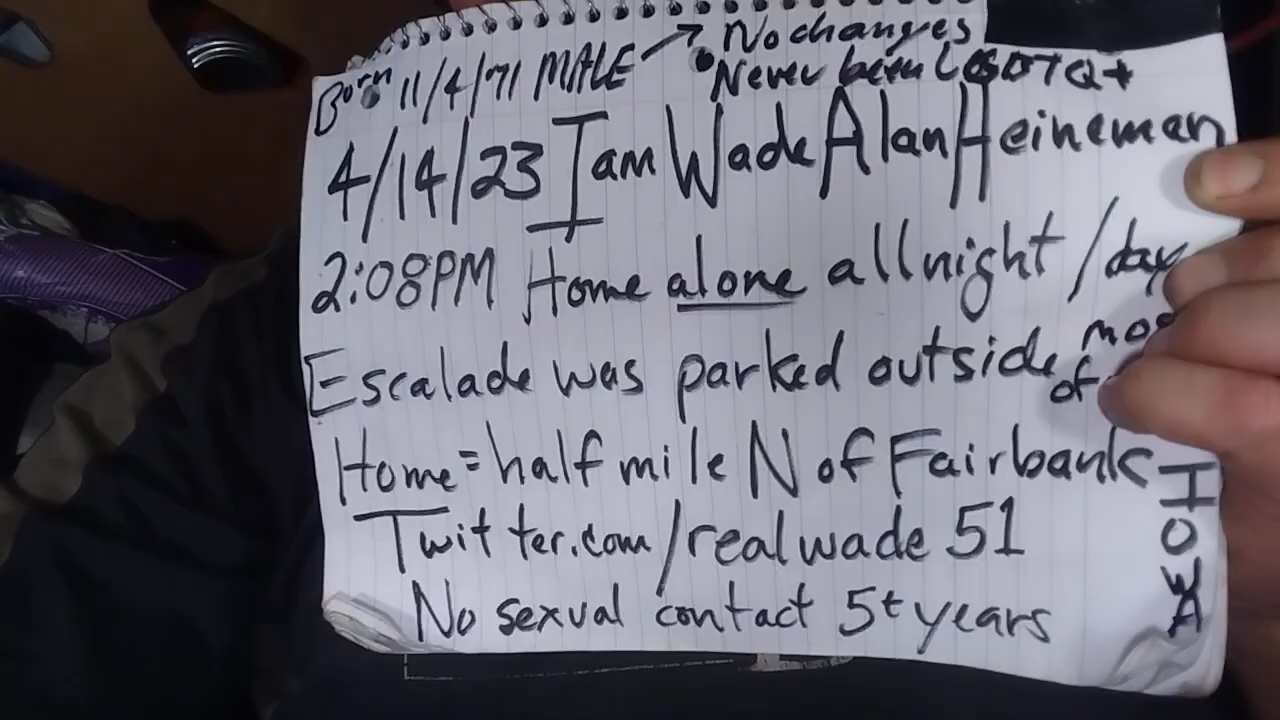 Born 11/4/71 MALE → No changes
• Never been LGBTQ+
4/14/23 I am Wade Alan Heineman
2:08PM Home alone all night/day
Escalade was parked outside of
Home = half mile N of Fairbank
Twitter.com/realwade51
No sexual contact 5+ years
IOWA